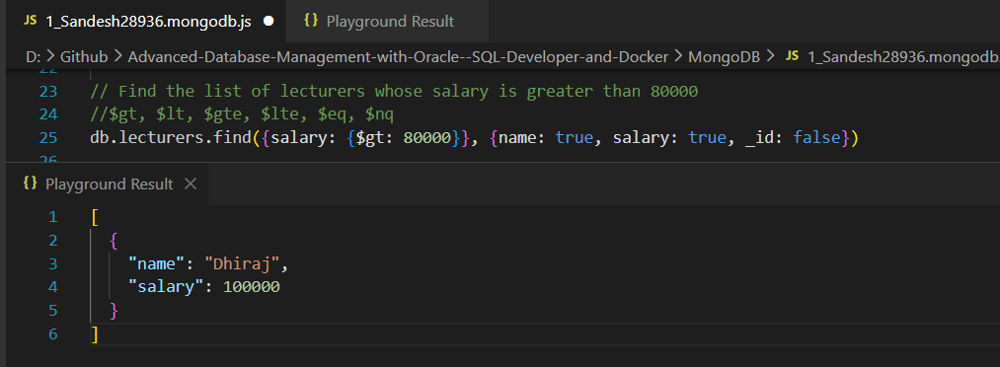 JS 1_Sandesh28936.mongodb.js ● {} Playground Result
D: > Github > Advanced-Database-Management-with-Oracle--SQL-Developer-and-Docker > MongoDB > JS 1_Sandesh28936.mongodb.
22
23 // Find the list of lecturers whose salary is greater than 80000
24 //$gt, $lt, $gte, $lte, $eq, $nq
25 db.lecturers.find({salary: {$gt: 80000}}, {name: true, salary: true, _id: false})
26
{} Playground Result ×
1 [
2 {
3 "name": "Dhiraj",
4 "salary": 100000
5 }
6 ]